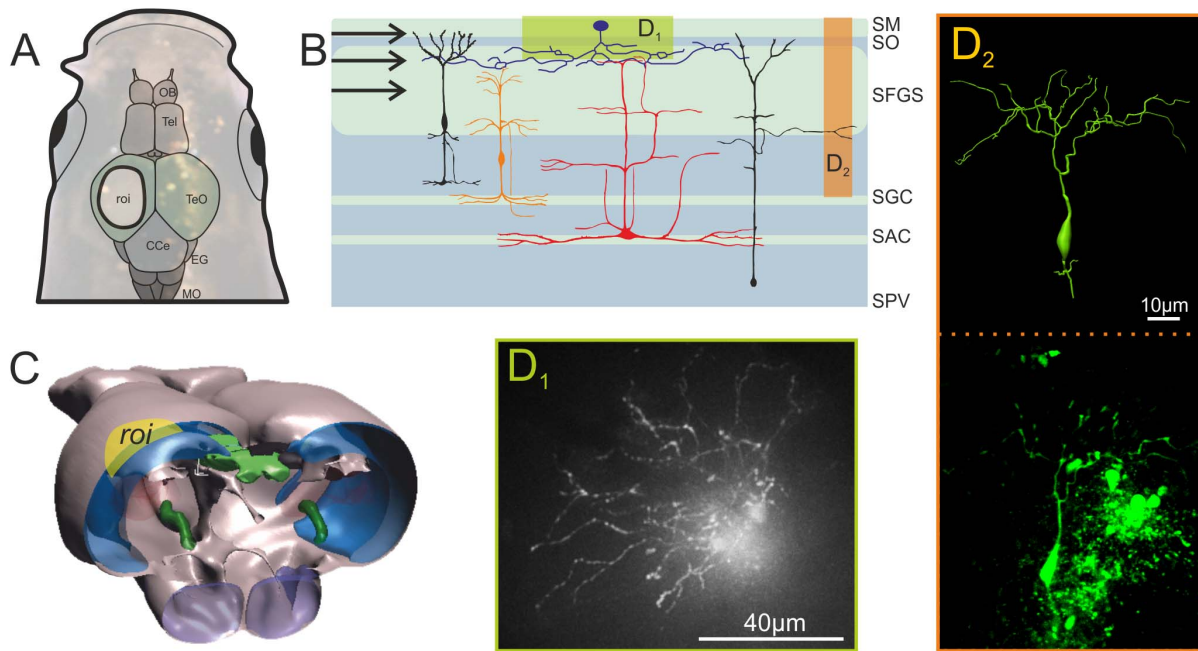 A
OB
Tel
roi
TeO
CCe
EG
MO
B
D1
D2
SM
SO
SFGS
SGC
SAC
SPV
C
roi
D1
40µm
D2
10µm